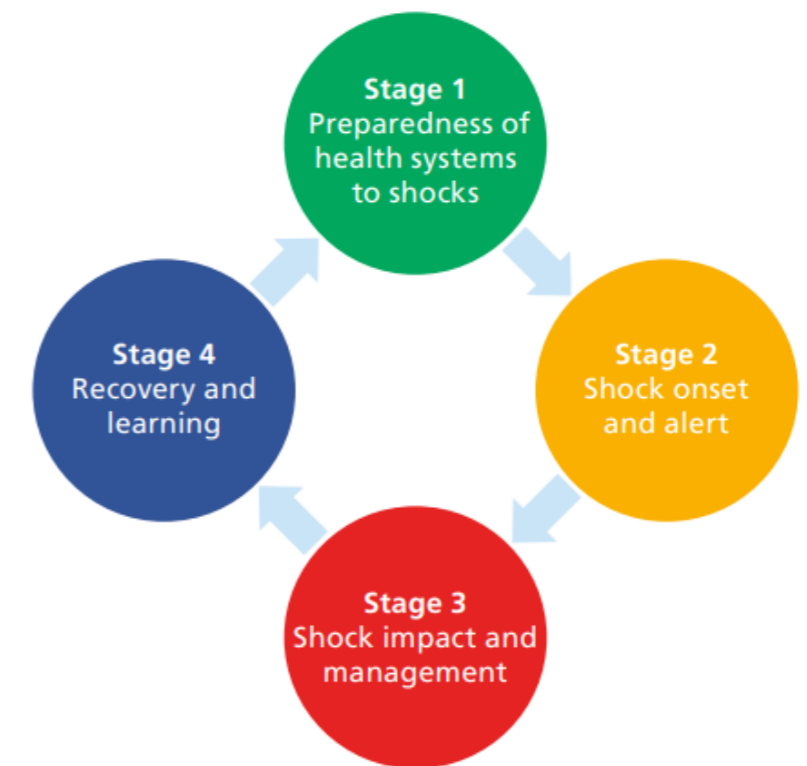 Stage 1
Preparedness of
health systems
to shocks
Stage 2
Shock onset
and alert
Stage 3
Shock impact and
management
Stage 4
Recovery and
learning